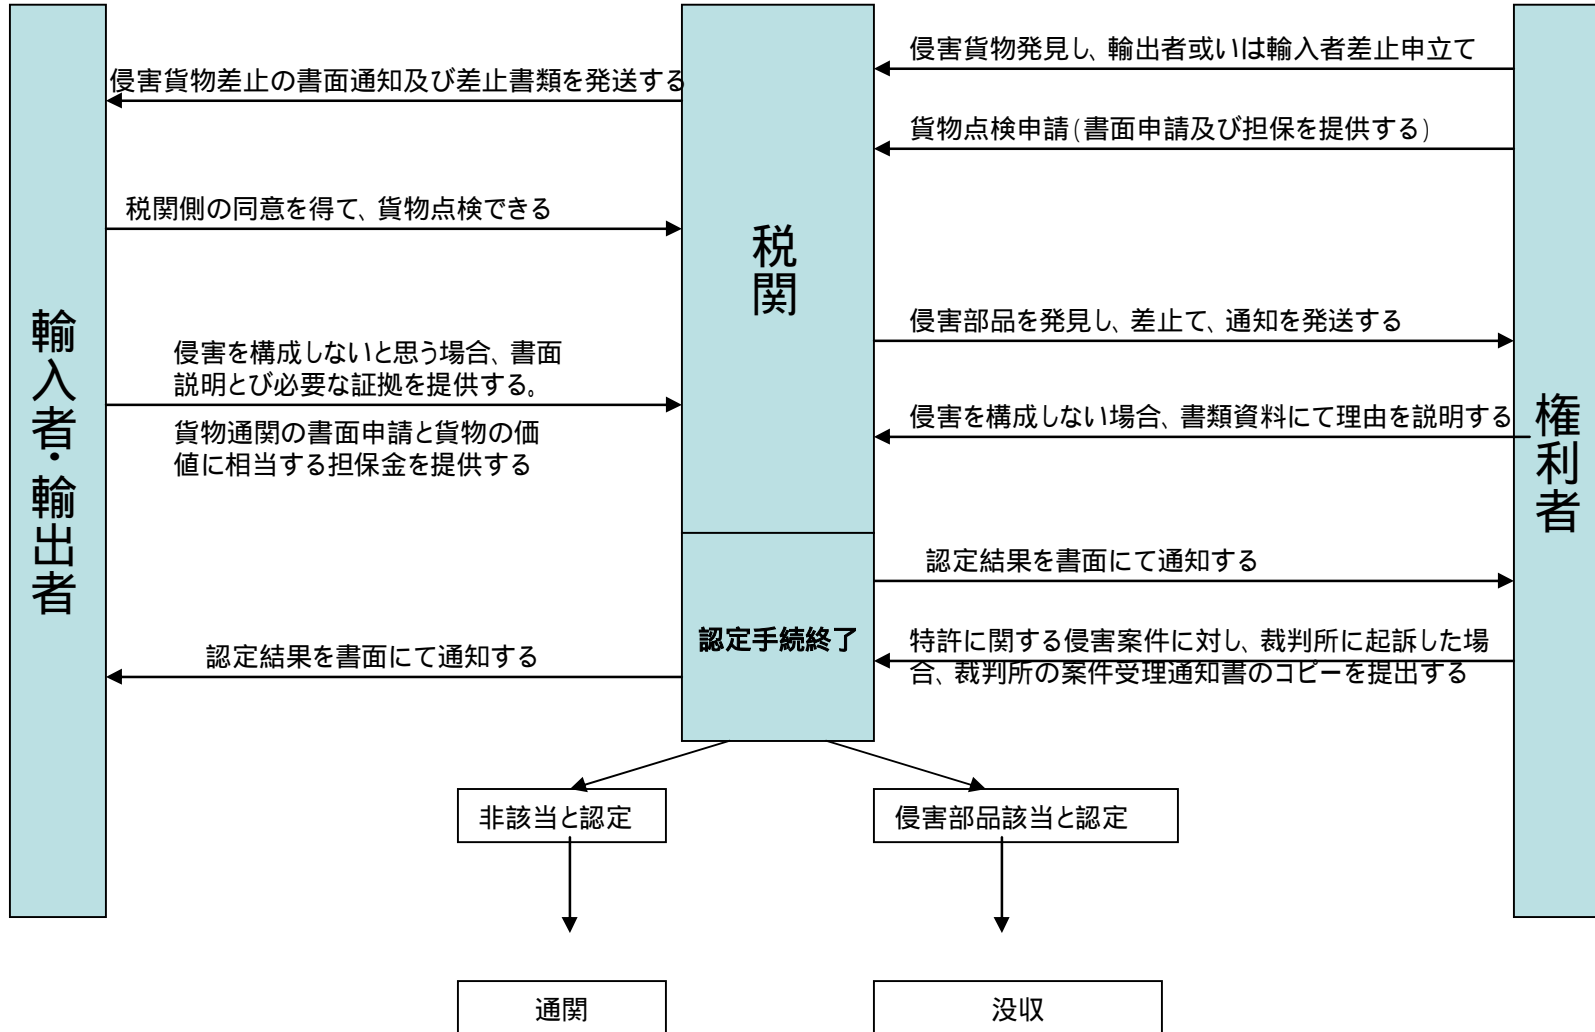 侵害貨物発見し、輸出者或いは輸入者差止申立て
侵害貨物差止の書面通知及び差止書類を発送する
貨物点検申請(書面申請及び担保を提供する)
税関側の同意を得て、貨物点検できる
税関
侵害部品を発見し、差止て、通知を発送する
輸入者・輸出者
侵害を構成しないと思う場合、書面
説明とび必要な証拠を提供する。
権利者
侵害を構成しない場合、書類資料にて理由を説明する
貨物通関の書面申請と貨物の価
値に相当する担保金を提供する
認定結果を書面にて通知する
認定手続終了
特許に関する侵害案件に対し、裁判所に起訴した場
合、裁判所の案件受理通知書のコピーを提出する
認定結果を書面にて通知する
非該当と認定
侵害部品該当と認定
通関
没収